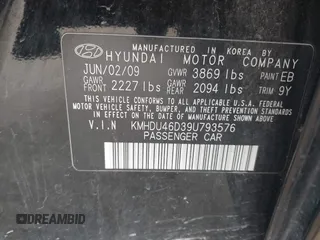 MANUFACTURED IN KOREA BY
HYUNDAI MOTOR COMPANY
JUN/02/09 GVWR 3869 lbs PAINT EB
GAWR FRONT 2227 lbs GAWR REAR 2094 lbs TRIM 9Y
THIS VEHICLE CONFORMS TO ALL APPLICABLE
FEDERAL MOTOR VEHICLE SAFETY, BUMPER
AND THEFT PREVENTION STANDARDS IN EFFECT ON THE
DATE OF MANUFACTURE SHOWN ABOVE.
V.I.N KMHDU46D39U793576
PASSENGER CAR
DREAMBID